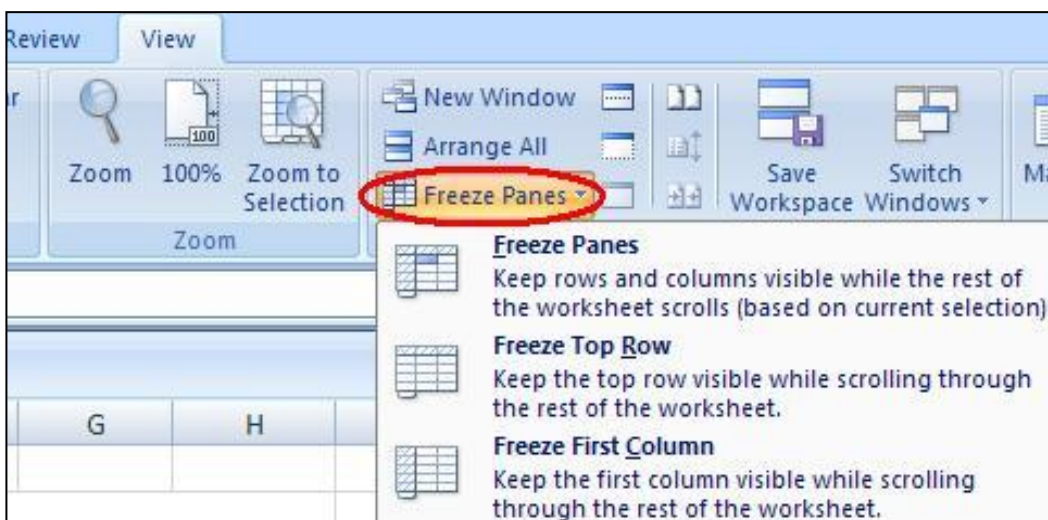 Review View
New Window
Arrange All
Freeze Panes
Zoom 100% Zoom to Selection
100
Save Workspace
Switch Windows
Zoom
Freeze Panes
Keep rows and columns visible while the rest of
the worksheet scrolls (based on current selection)
Freeze Top Row
Keep the top row visible while scrolling through
the rest of the worksheet.
G H
Freeze First Column
Keep the first column visible while scrolling
through the rest of the worksheet.